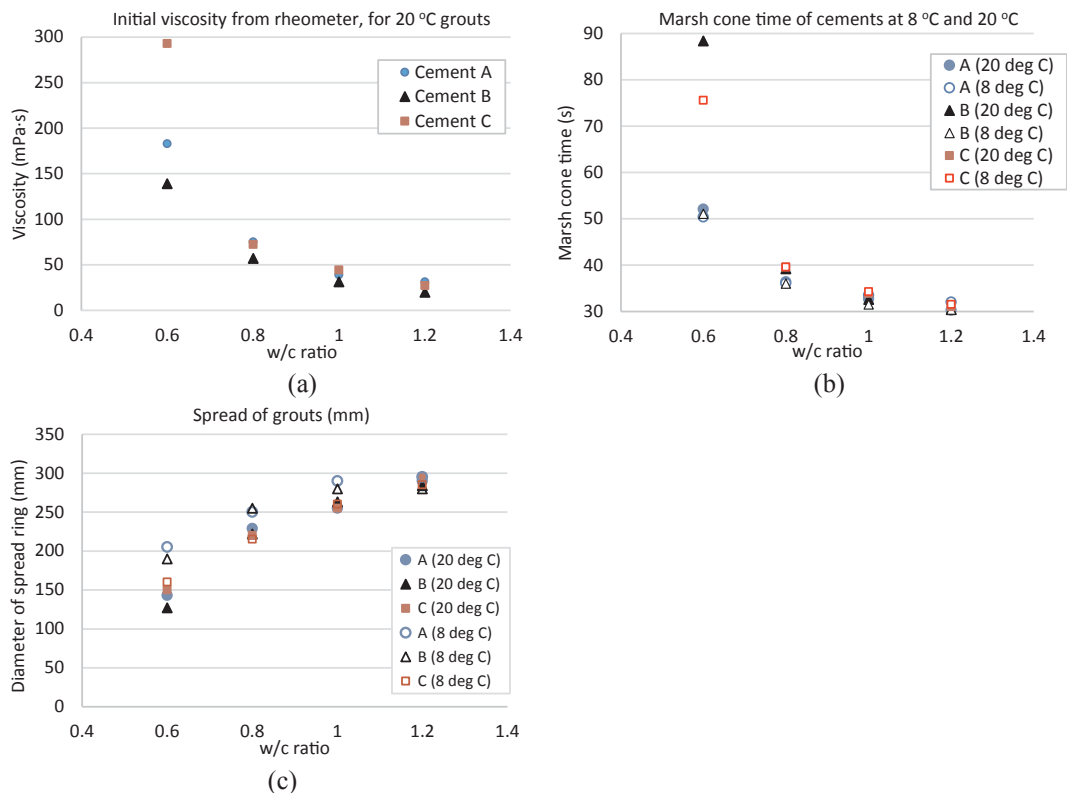 Initial viscosity from rheometer, for 20 °C grouts
300
250
200
150
100
50
0
Viscosity (mPa·s)
Cement A
Cement B
Cement C
0.4 0.6 0.8 1 1.2 1.4
w/c ratio
(a)
Marsh cone time of cements at 8 °C and 20 °C
90
80
70
60
50
40
30
Marsh cone time (s)
A (20 deg C)
A (8 deg C)
B (20 deg C)
B (8 deg C)
C (20 deg C)
C (8 deg C)
0.4 0.6 0.8 1 1.2 1.4
w/c ratio
(b)
Spread of grouts (mm)
350
300
250
200
150
100
50
0
Diameter of spread ring (mm)
A (20 deg C)
B (20 deg C)
C (20 deg C)
A (8 deg C)
B (8 deg C)
C (8 deg C)
0.4 0.6 0.8 1 1.2 1.4
w/c ratio
(c)